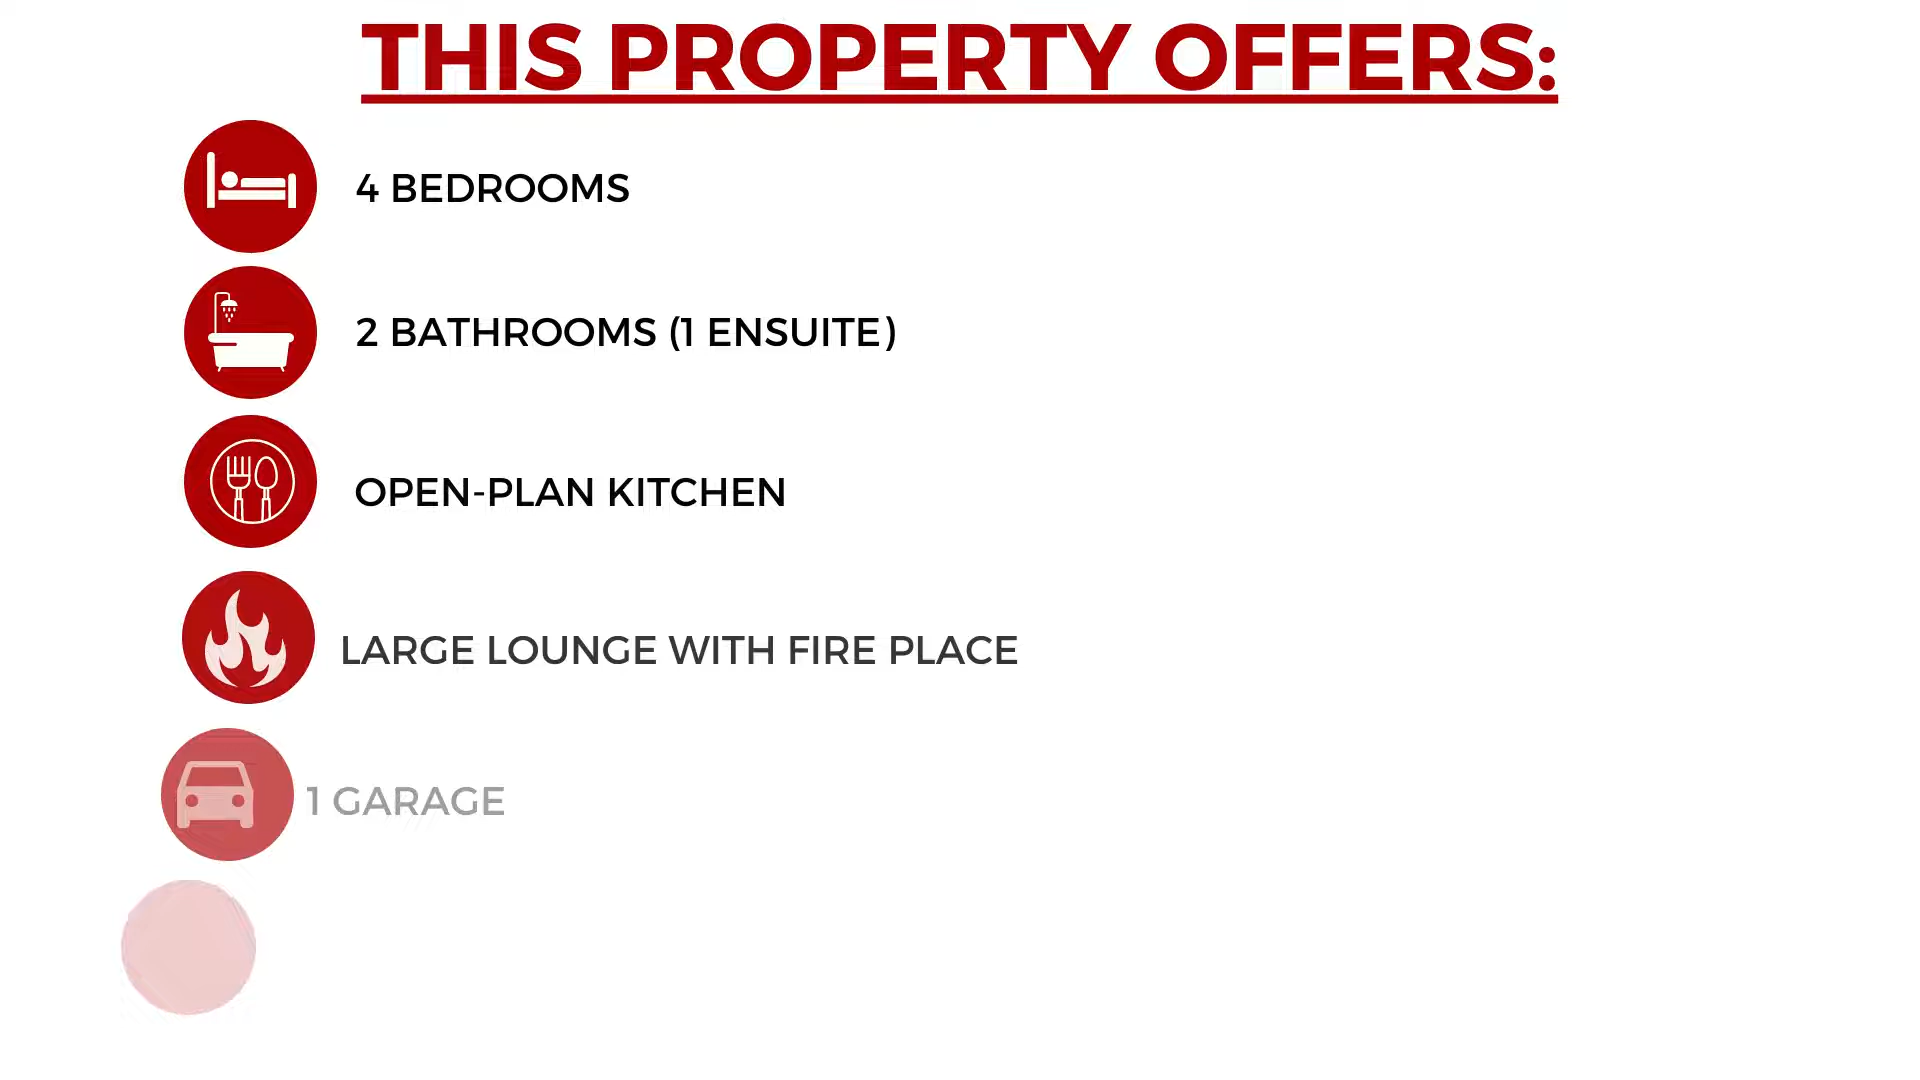 THIS PROPERTY OFFERS:
4 BEDROOMS
2 BATHROOMS (1 ENSUITE)
OPEN-PLAN KITCHEN
LARGE LOUNGE WITH FIRE PLACE
1 GARAGE